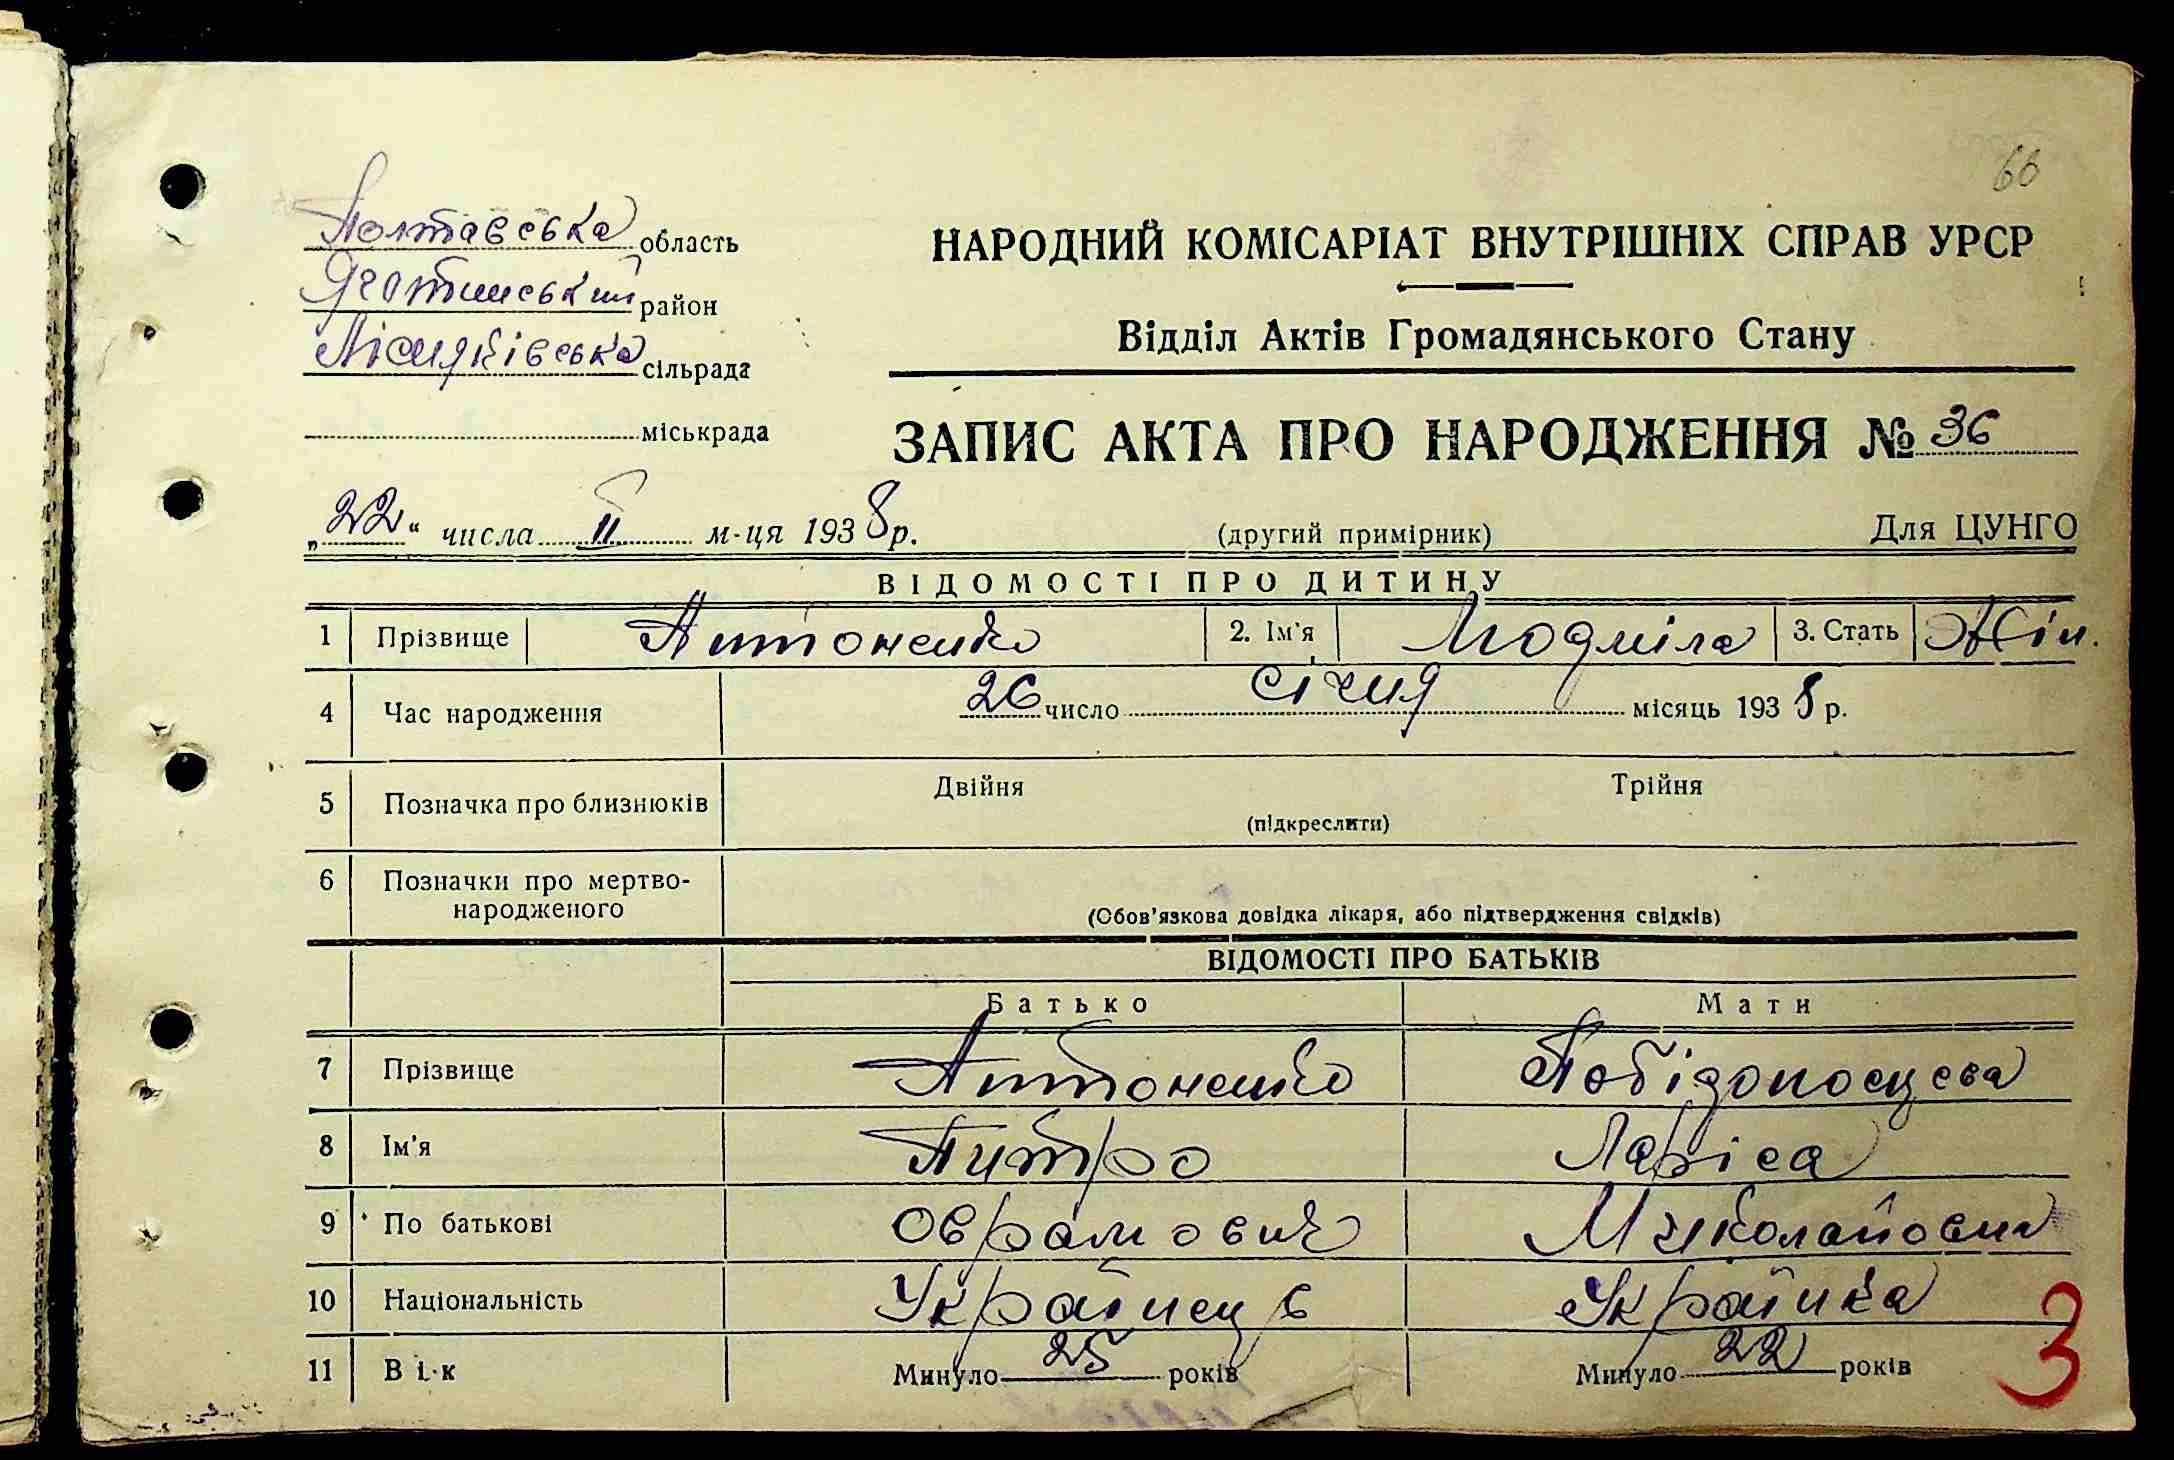 66
Полтавська область
Яготинський район
Лісняківська сільрада
міськрада
НАРОДНИЙ КОМІСАРІАТ ВНУТРІШНІХ СПРАВ УРСР
Відділ Актів Громадянського Стану
ЗАПИС АКТА ПРО НАРОДЖЕННЯ № 36
„22“ числа II м-ця 1938 р. (другий примірник) Для ЦУНГО
ВІДОМОСТІ ПРО ДИТИНУ
1 Прізвище Антоненко 2. Ім'я Людміла 3. Стать Жін.
4 Час народження 26 число січня місяць 1938 р.
5 Позначка про близнюків Двійня Трійня
(підкреслити)
6 Позначки про мертво-
народженого
(Обов'язкова довідка лікаря, або підтвердження свідків)
ВІДОМОСТІ ПРО БАТЬКІВ
Батько Мати
7 Прізвище Антоненко Побідоносцева
8 Ім'я Питро Ларіса
9 По батькові Оврамович Миколайовна
10 Національність Українець Українка
11 Вік Минуло 25 років Минуло 22 років
3